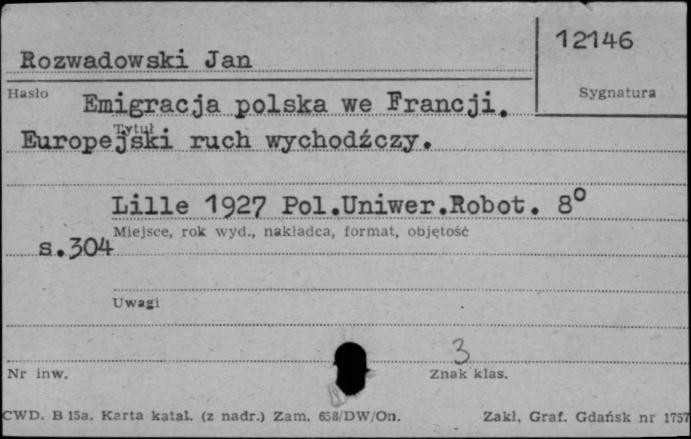 12146
Rozwadowski Jan
Hasło
Sygnatura
Emigracja polska we Francji.
Tytuł
Europejski ruch wychodźczy.
Lille 1927 Pol.Uniwer.Robot. 8⁰
Miejsce, rok wyd., nakładca, format, objętość
s.304
Uwagi
3
Nr inw.
Znak klas.
CWD. B 15a. Karta katal. (z nadr.) Zam. 658/DW/On.
Zakł. Graf. Gdańsk nr 1757